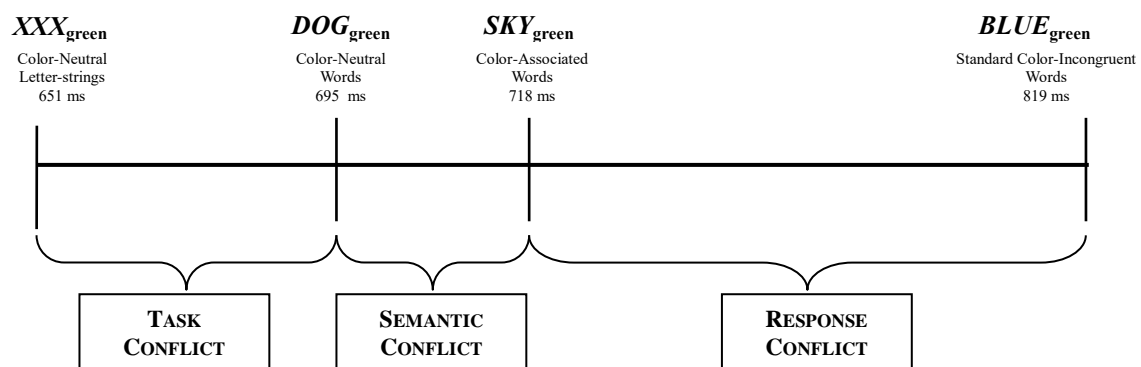 XXXgreen
Color-Neutral
Letter-strings
651 ms
DOGgreen
Color-Neutral
Words
695 ms
SKYgreen
Color-Associated
Words
718 ms
BLUEgreen
Standard Color-Incongruent
Words
819 ms
TASK
CONFLICT
SEMANTIC
CONFLICT
RESPONSE
CONFLICT